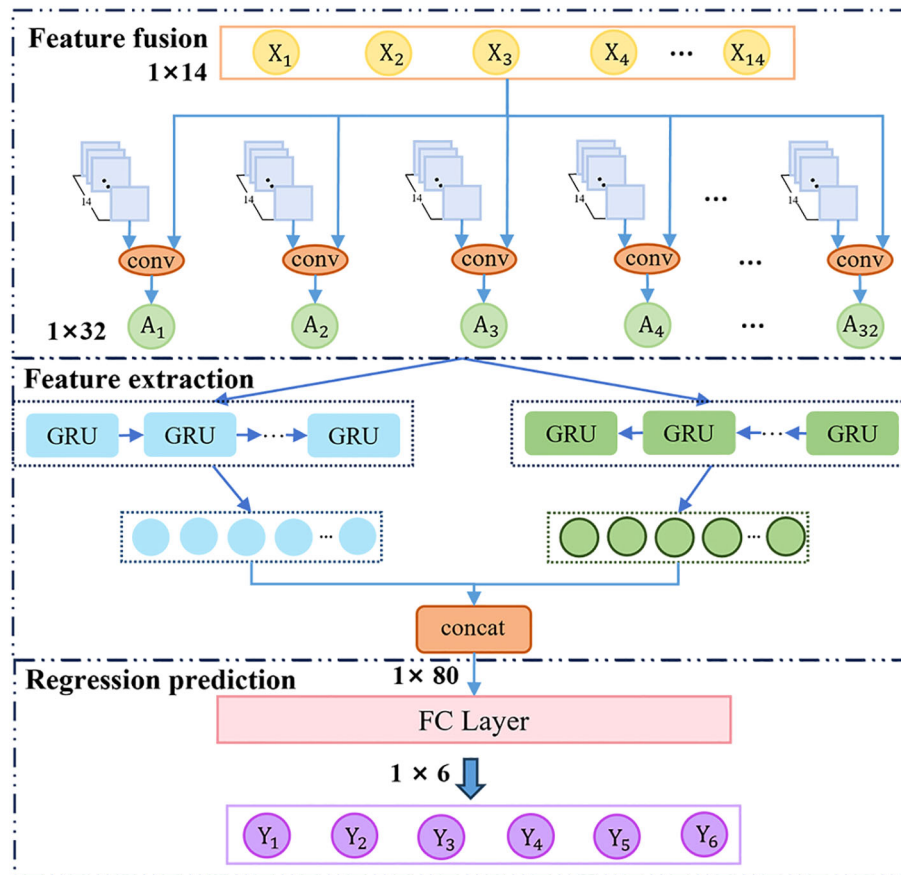 Feature fusion
1×14
X₁ X₂ X₃ X₄ ··· X₁₄
14 14 14 14 ··· 14
conv conv conv conv ··· conv
1×32
A₁ A₂ A₃ A₄ ··· A₃₂
Feature extraction
GRU GRU ··· GRU
GRU GRU ··· GRU
···
···
concat
Regression prediction
1× 80
FC Layer
1 × 6
Y₁ Y₂ Y₃ Y₄ Y₅ Y₆